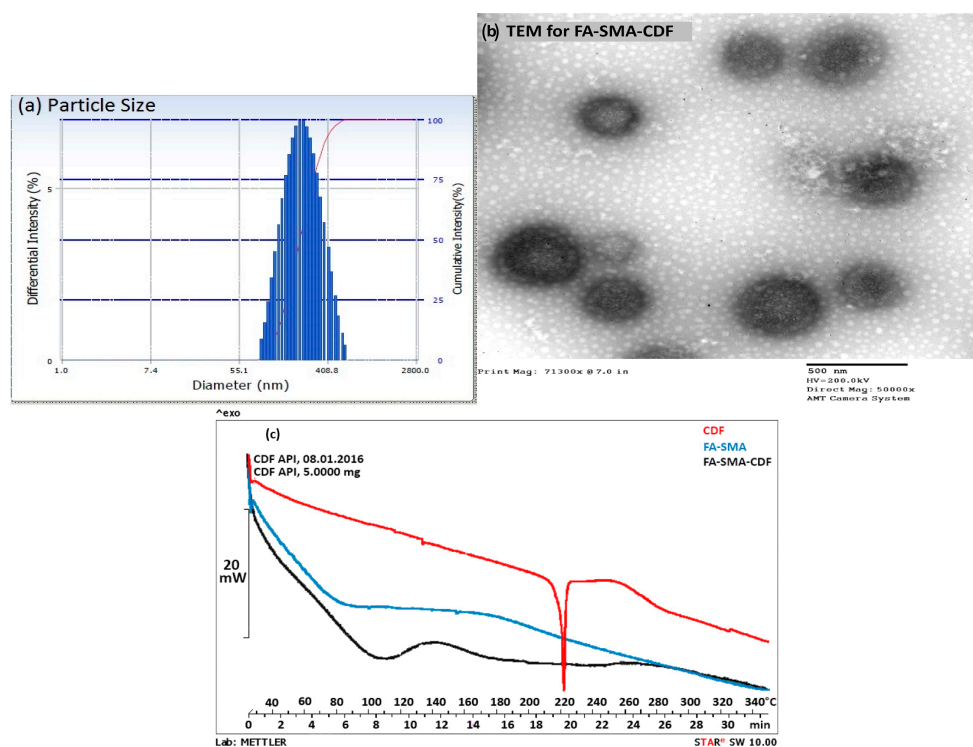 (a) Particle Size
Differential Intensity (%)
5
0
100
75
50
25
0
Cumulative Intensity(%)
1.0 7.4 55.1 408.8 2800.0
Diameter (nm)
(b) TEM for FA-SMA-CDF
Print Mag: 71300x @ 7.0 in
500 nm
HV=200.0kV
Direct Mag: 50000x
AMT Camera System
^exo
(c)
CDF API, 08.01.2016
CDF API, 5.0000 mg
CDF
FA-SMA
FA-SMA-CDF
20
mW
40 60 80 100 120 140 160 180 200 220 240 260 280 300 340°C
0 2 4 6 8 10 12 14 16 18 20 22 24 26 28 30 min
Lab: METTLER
STARe SW 10.00